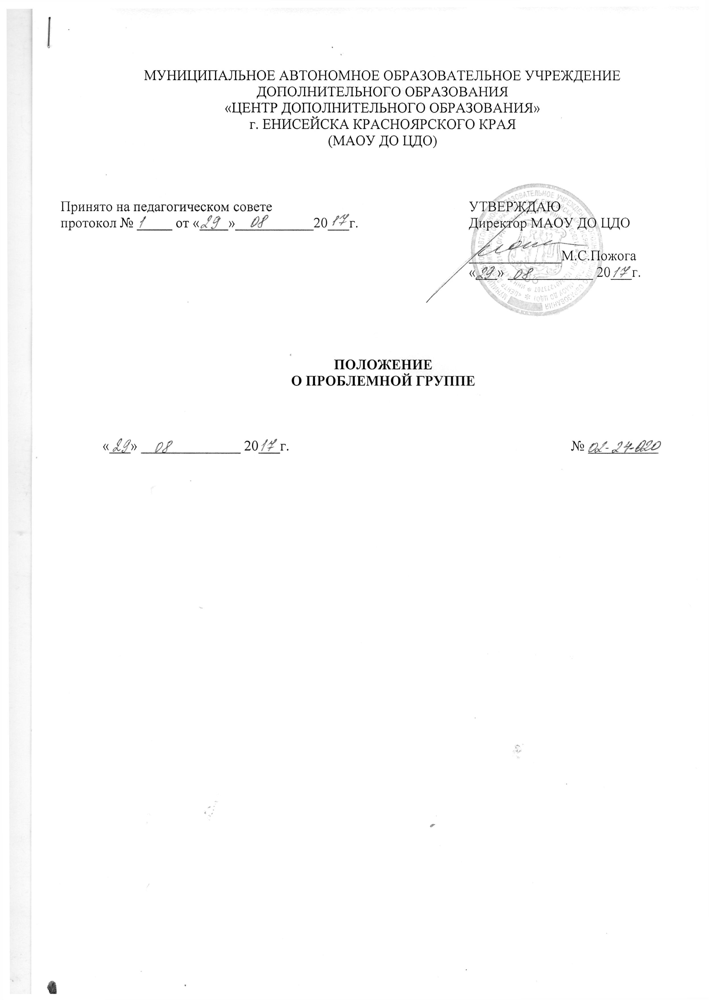 МУНИЦИПАЛЬНОЕ АВТОНОМНОЕ ОБРАЗОВАТЕЛЬНОЕ УЧРЕЖДЕНИЕ
ДОПОЛНИТЕЛЬНОГО ОБРАЗОВАНИЯ
«ЦЕНТР ДОПОЛНИТЕЛЬНОГО ОБРАЗОВАНИЯ»
г. ЕНИСЕЙСКА КРАСНОЯРСКОГО КРАЯ
(МАОУ ДО ЦДО)
Принято на педагогическом совете
протокол № 1 от «29» 08 2017г.
УТВЕРЖДАЮ
Директор МАОУ ДО ЦДО
М.С.Пожога
«29» 08 2017г.
ПОЛОЖЕНИЕ
О ПРОБЛЕМНОЙ ГРУППЕ
«29» 08 2017г.
№ 02-24-020